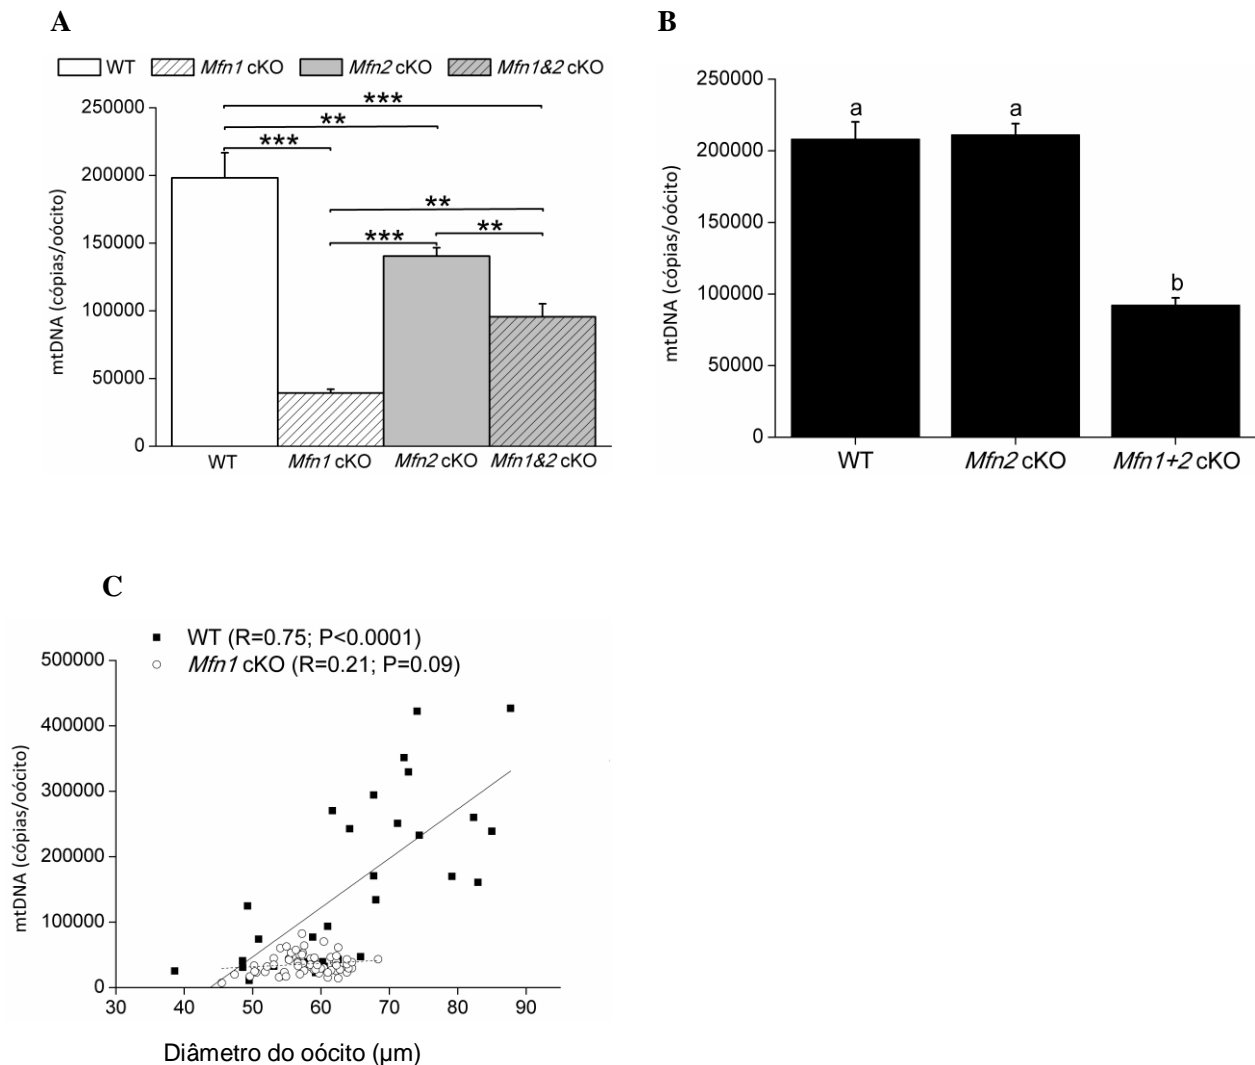 A
WT Mfn1 cKO Mfn2 cKO Mfn1&2 cKO
250000
200000
150000
100000
50000
0
mtDNA (cópias/oócito)
***
**
***
**
***
**
WT Mfn1 cKO Mfn2 cKO Mfn1&2 cKO
B
250000
200000
150000
100000
50000
0
mtDNA (cópias/oócito)
a a b
WT Mfn2 cKO Mfn1+2 cKO
C
WT (R=0.75; P<0.0001)
Mfn1 cKO (R=0.21; P=0.09)
500000
400000
300000
200000
100000
0
mtDNA (cópias/oócito)
30 40 50 60 70 80 90
Diâmetro do oócito (µm)